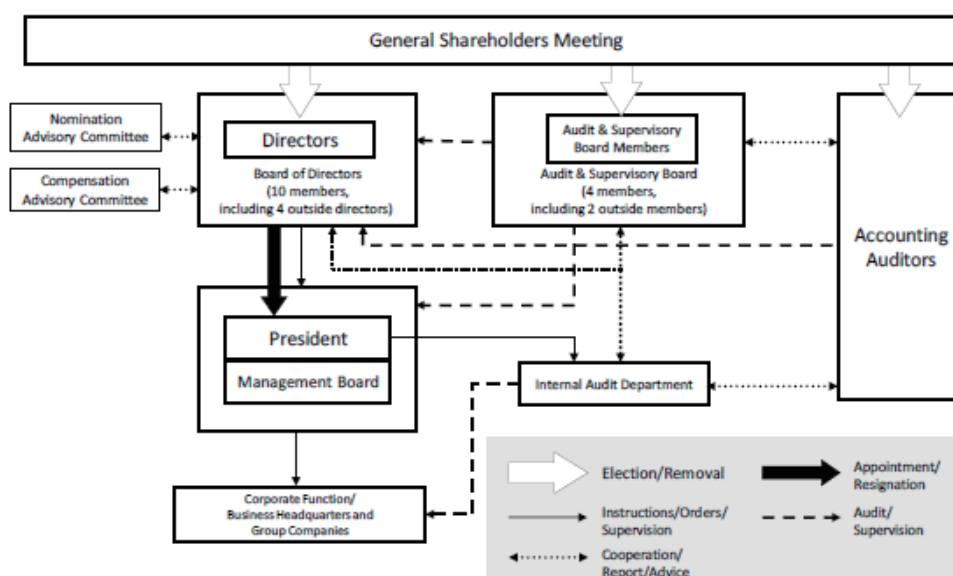 General Shareholders Meeting
Nomination
Advisory Committee
Compensation
Advisory Committee
Directors
Board of Directors
(10 members,
including 4 outside directors)
Audit & Supervisory
Board Members
Audit & Supervisory Board
(4 members,
including 2 outside members)
Accounting
Auditors
President
Management Board
Internal Audit Department
Corporate Function/
Business Headquarters and
Group Companies
Election/Removal
Appointment/
Resignation
Instructions/Orders/
Supervision
Audit/
Supervision
Cooperation/
Report/Advice